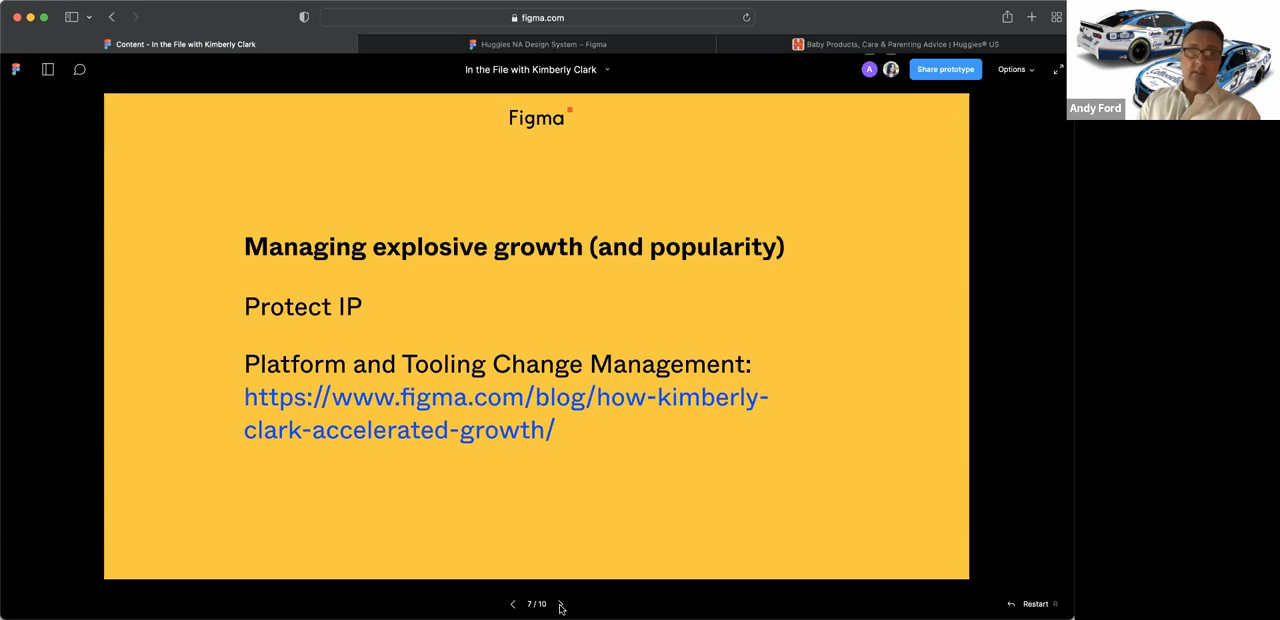 figma.com
Content - In the File with Kimberly Clark
Huggies NA Design System – Figma
Baby Products, Care & Parenting Advice | Huggies® US
In the File with Kimberly Clark
A
Share prototype
Options
Andy Ford
37
37
Figma
Managing explosive growth (and popularity)
Protect IP
Platform and Tooling Change Management:
https://www.figma.com/blog/how-kimberly-
clark-accelerated-growth/
7 / 10
Restart R